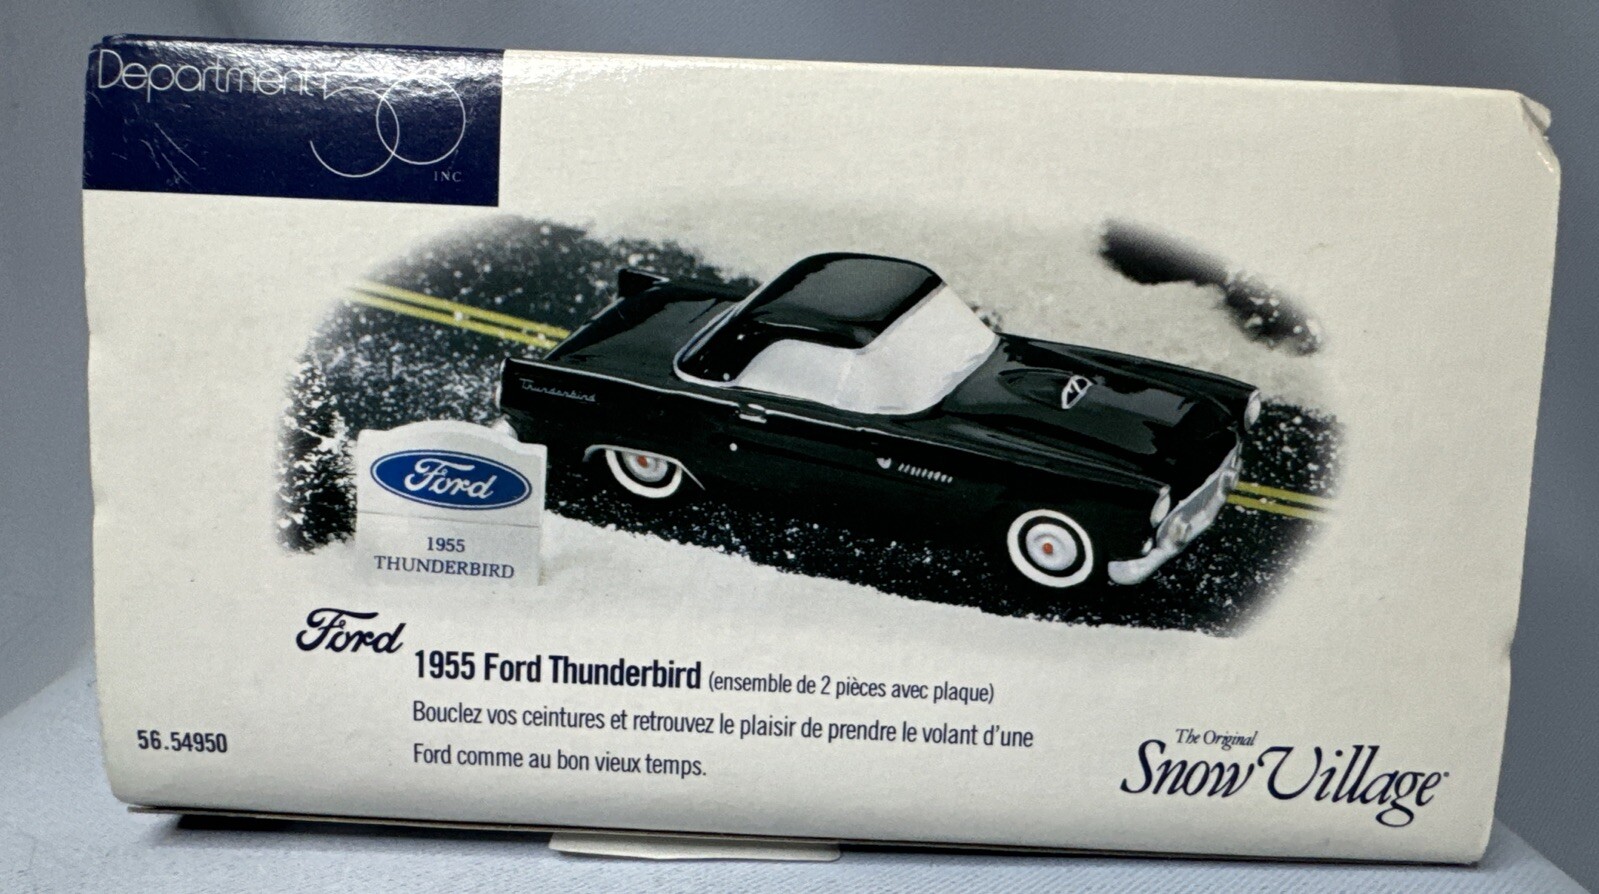 Department 56
INC
Thunderbird
Ford
1955
THUNDERBIRD
Ford
1955 Ford Thunderbird (ensemble de 2 pièces avec plaque)
Bouclez vos ceintures et retrouvez le plaisir de prendre le volant d'une
Ford comme au bon vieux temps.
56.54950
The Original
Snow Village